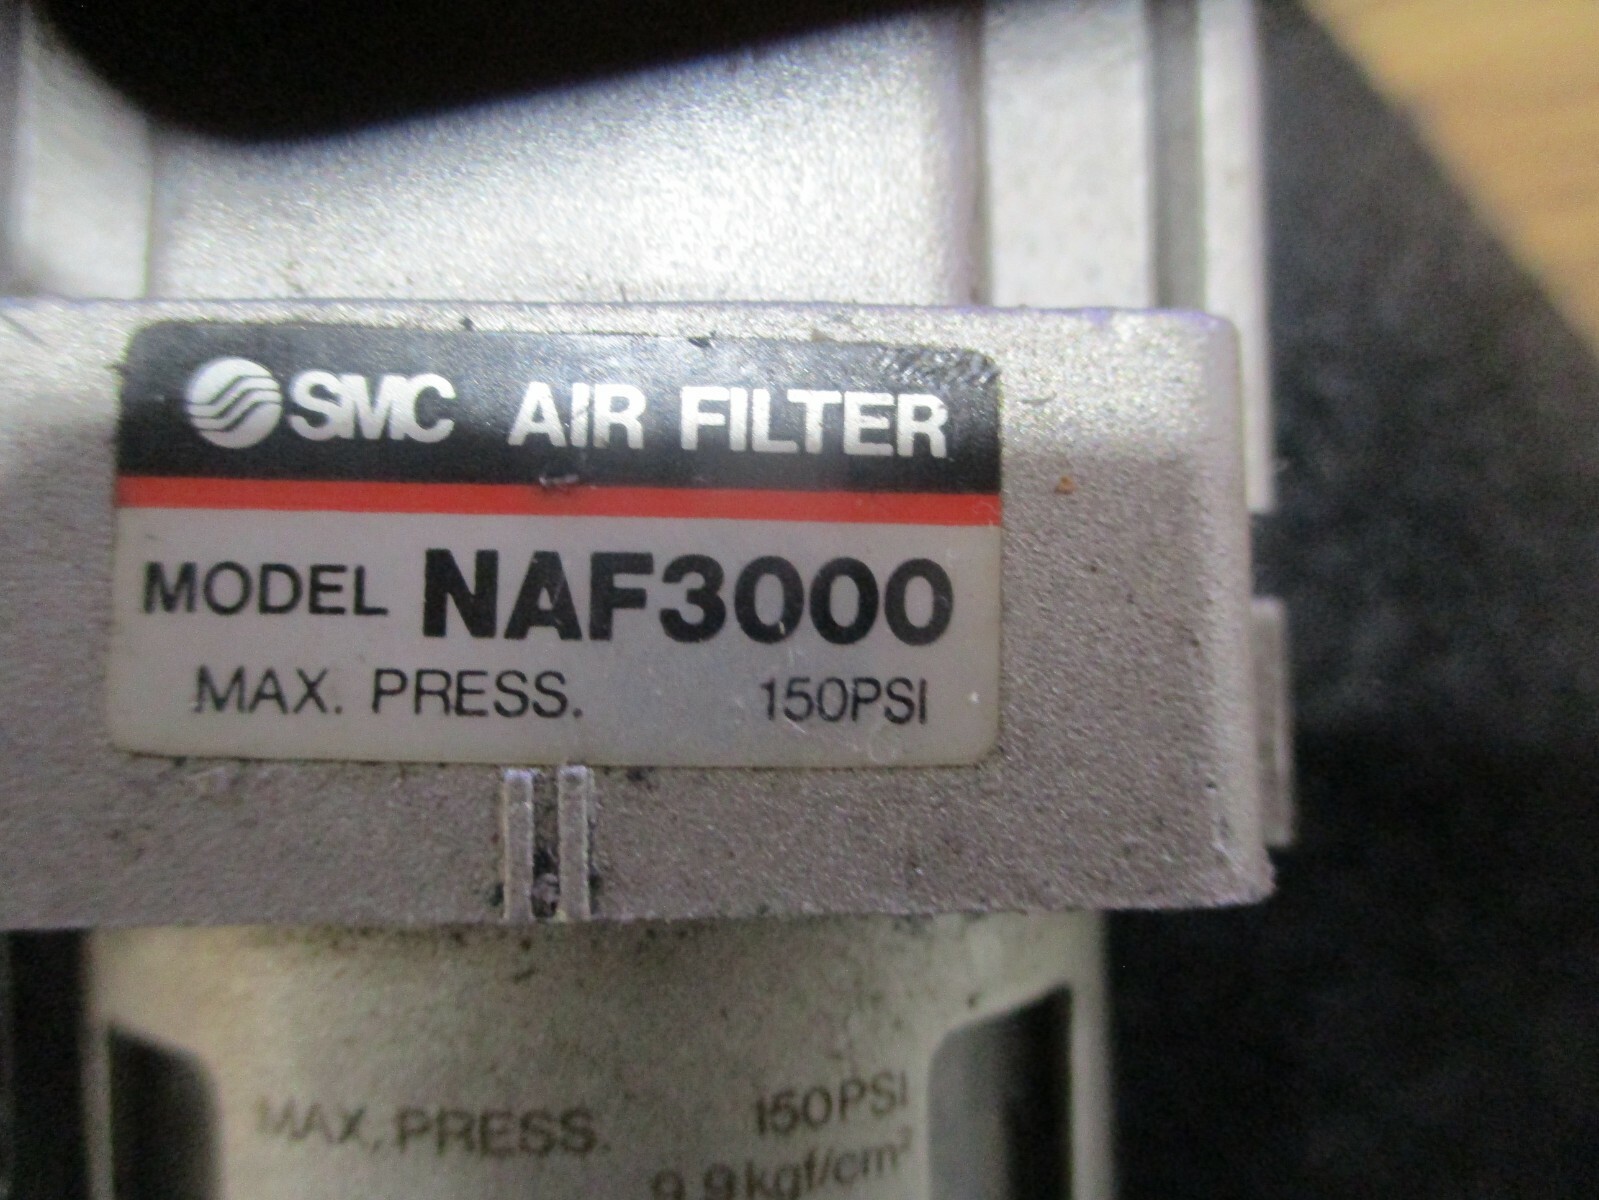 SMC AIR FILTER
MODEL NAF3000
MAX. PRESS. 150PSI
MAX. PRESS. 150PSI
9.9kgf/cm²